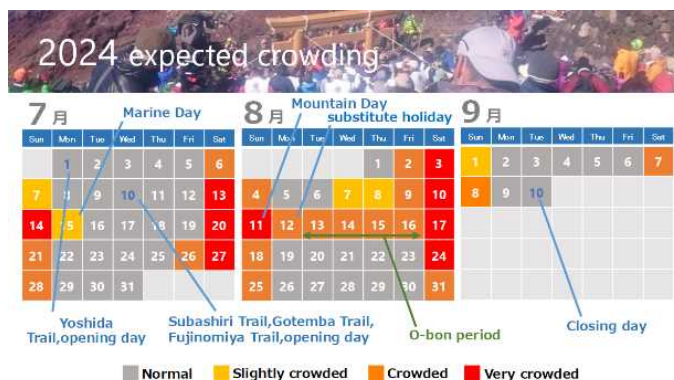 2024 expected crowding
7月
Marine Day
Sun Mon Tue Wed Thu Fri Sat
1 2 3 4 5 6
7 8 9 10 11 12 13
14 15 16 17 18 19 20
21 22 23 24 25 26 27
28 29 30 31
Yoshida
Trail,opening day
Subashiri Trail,Gotemba Trail,
Fujinomiya Trail,opening day
8月
Mountain Day
substitute holiday
Sun Mon Tue Wed Thu Fri Sat
1 2 3
4 5 6 7 8 9 10
11 12 13 14 15 16 17
18 19 20 21 22 23 24
25 26 27 28 29 30 31
O-bon period
9月
Sun Mon Tue Wed Thu Fri Sat
1 2 3 4 5 6 7
8 9 10
Closing day
Normal Slightly crowded Crowded Very crowded